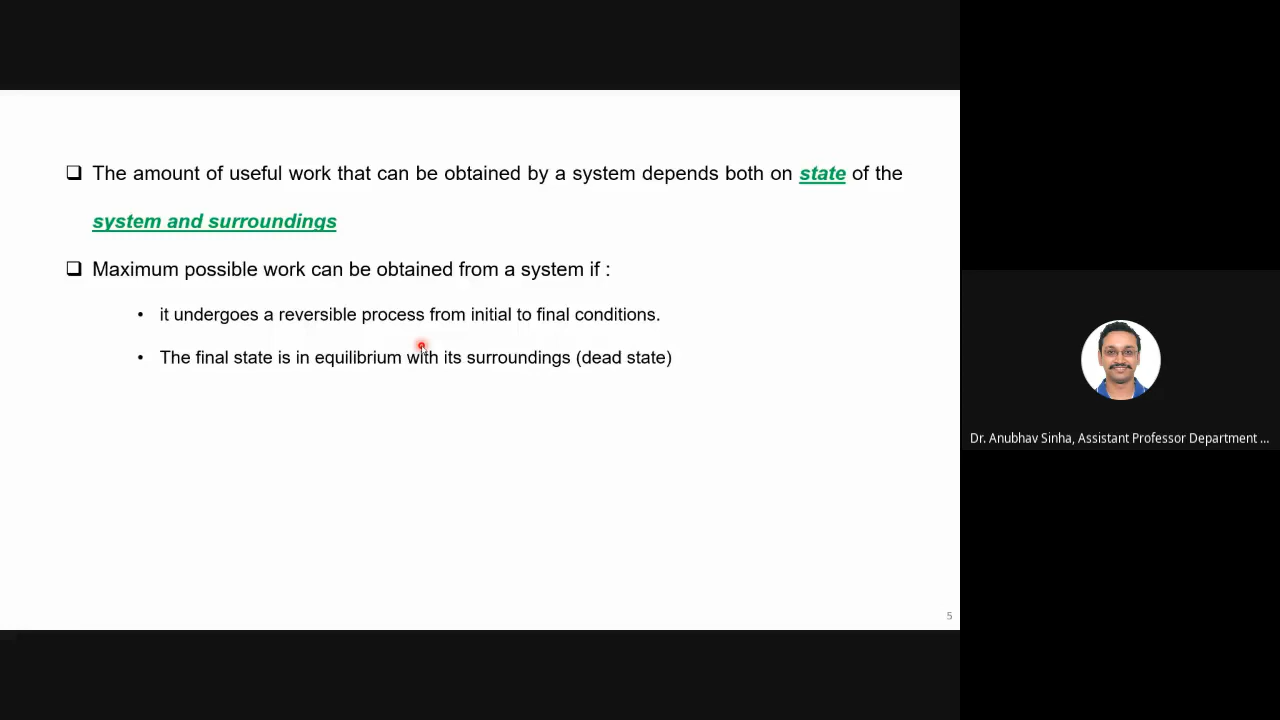 The amount of useful work that can be obtained by a system depends both on state of the
system and surroundings
Maximum possible work can be obtained from a system if :
• it undergoes a reversible process from initial to final conditions.
• The final state is in equilibrium with its surroundings (dead state)
5
Dr. Anubhav Sinha, Assistant Professor Department ...